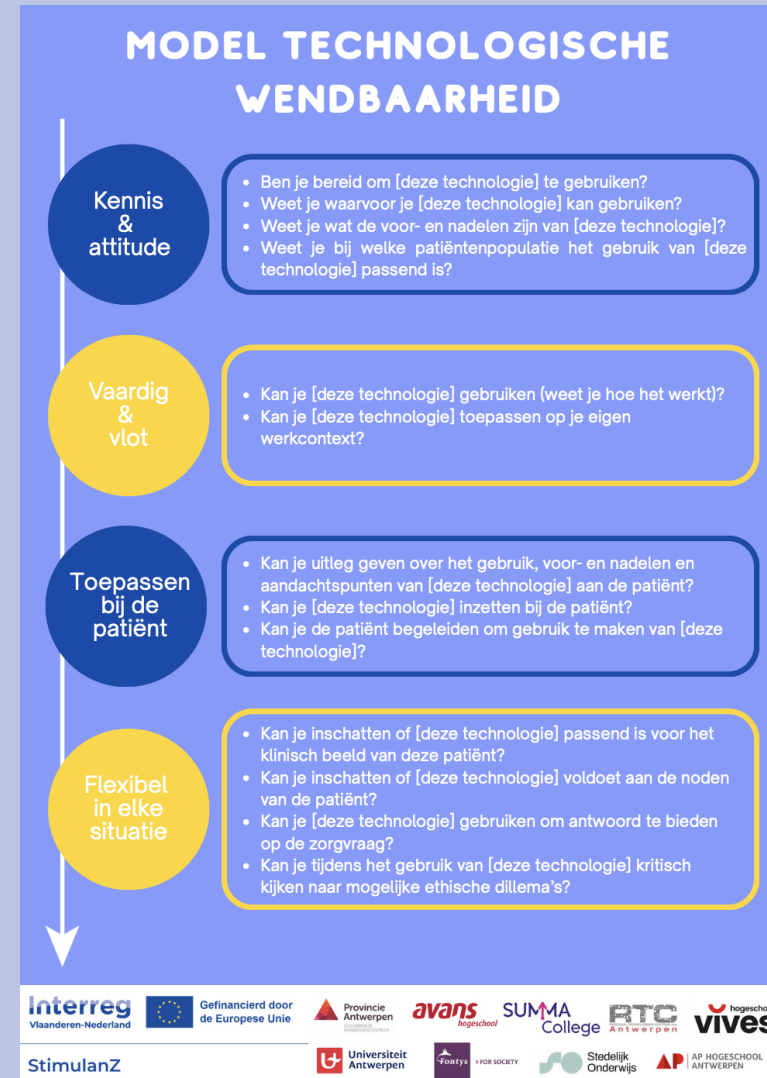 MODEL TECHNOLOGISCHE
WENDBAARHEID
Kennis
&
attitude
• Ben je bereid om [deze technologie] te gebruiken?
• Weet je waarvoor je [deze technologie] kan gebruiken?
• Weet je wat de voor- en nadelen zijn van [deze technologie]?
• Weet je bij welke patiëntenpopulatie het gebruik van [deze
technologie] passend is?
Vaardig
&
vlot
• Kan je [deze technologie] gebruiken (weet je hoe het werkt)?
• Kan je [deze technologie] toepassen op je eigen
werkcontext?
Toepassen
bij de
patiënt
• Kan je uitleg geven over het gebruik, voor- en nadelen en
aandachtspunten van [deze technologie] aan de patiënt?
• Kan je [deze technologie] inzetten bij de patiënt?
• Kan je de patiënt begeleiden om gebruik te maken van [deze
technologie]?
Flexibel
in elke
situatie
• Kan je inschatten of [deze technologie] passend is voor het
klinisch beeld van deze patiënt?
• Kan je inschatten of [deze technologie] voldoet aan de noden
van de patiënt?
• Kan je [deze technologie] gebruiken om antwoord te bieden
op de zorgvraag?
• Kan je tijdens het gebruik van [deze technologie] kritisch
kijken naar mogelijke ethische dillema's?
Interreg
Vlaanderen-Nederland
Gefinancierd door
de Europese Unie
Provincie
Antwerpen
avans
hogeschool
SUMMA
College
RTC
Antwerpen
hogeschool
vives
StimulanZ
Universiteit
Antwerpen
Fontys
> FOR SOCIETY
Stedelijk
Onderwijs
AP
AP HOGESCHOOL
ANTWERPEN